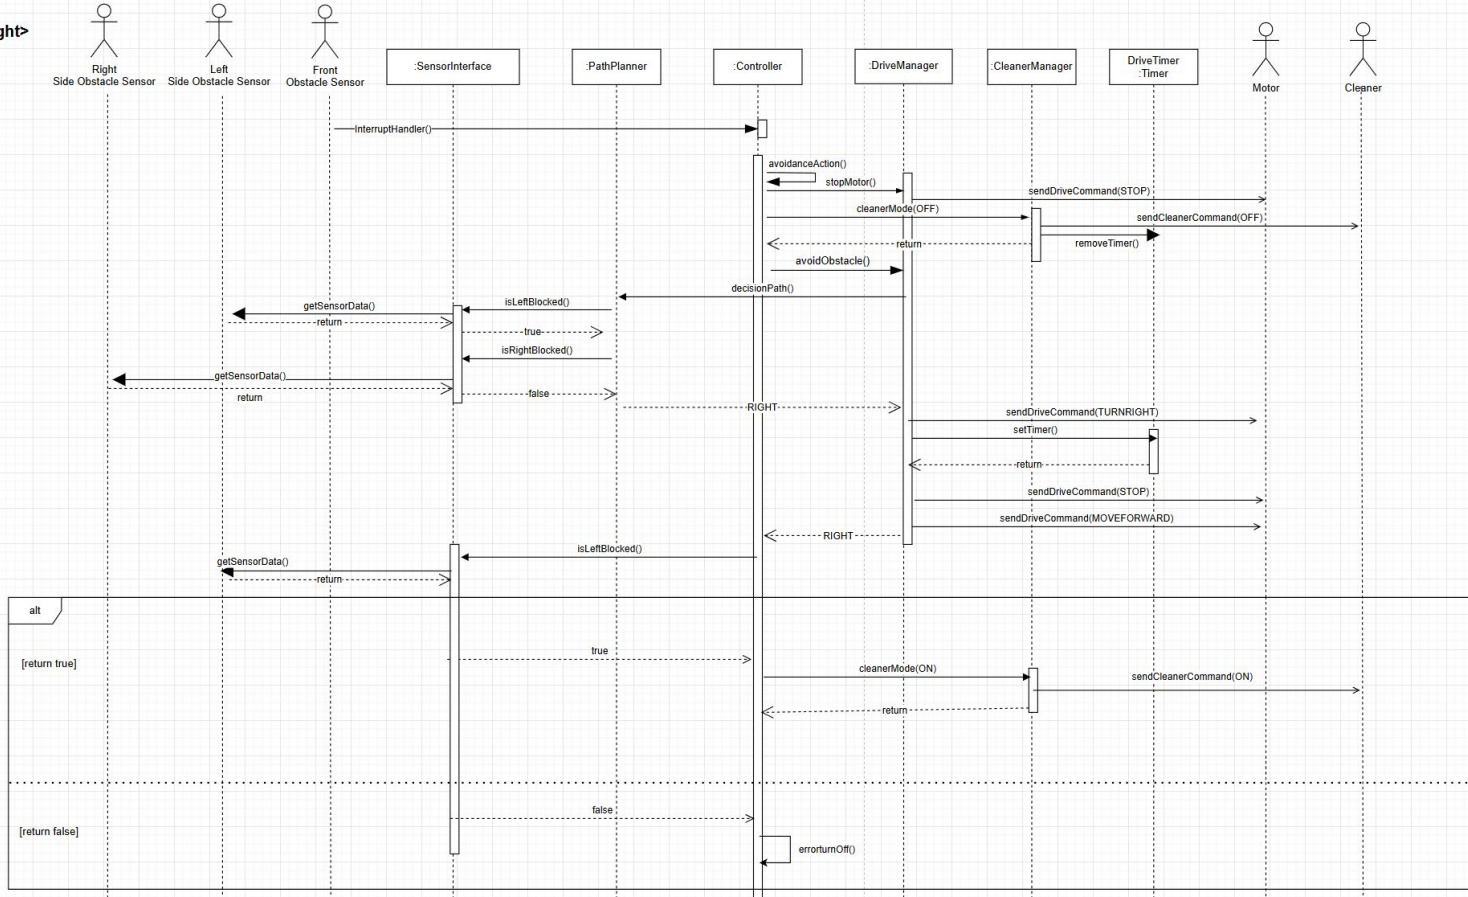 ght>
Right
Side Obstacle Sensor
Left
Side Obstacle Sensor
Front
Obstacle Sensor
:SensorInterface
:PathPlanner
:Controller
:DriveManager
:CleanerManager
DriveTimer
:Timer
Motor
Cleaner
InterruptHandler()
avoidanceAction()
stopMotor()
sendDriveCommand(STOP)
cleanerMode(OFF)
sendCleanerCommand(OFF)
return
removeTimer()
avoidObstacle()
decisionPath()
isLeftBlocked()
getSensorData()
return
true
isRightBlocked()
getSensorData()
return
false
RIGHT
sendDriveCommand(TURNRIGHT)
setTimer()
return
sendDriveCommand(STOP)
sendDriveCommand(MOVEFORWARD)
RIGHT
isLeftBlocked()
getSensorData()
return
alt
[return true]
true
cleanerMode(ON)
sendCleanerCommand(ON)
return
[return false]
false
errorturnOff()